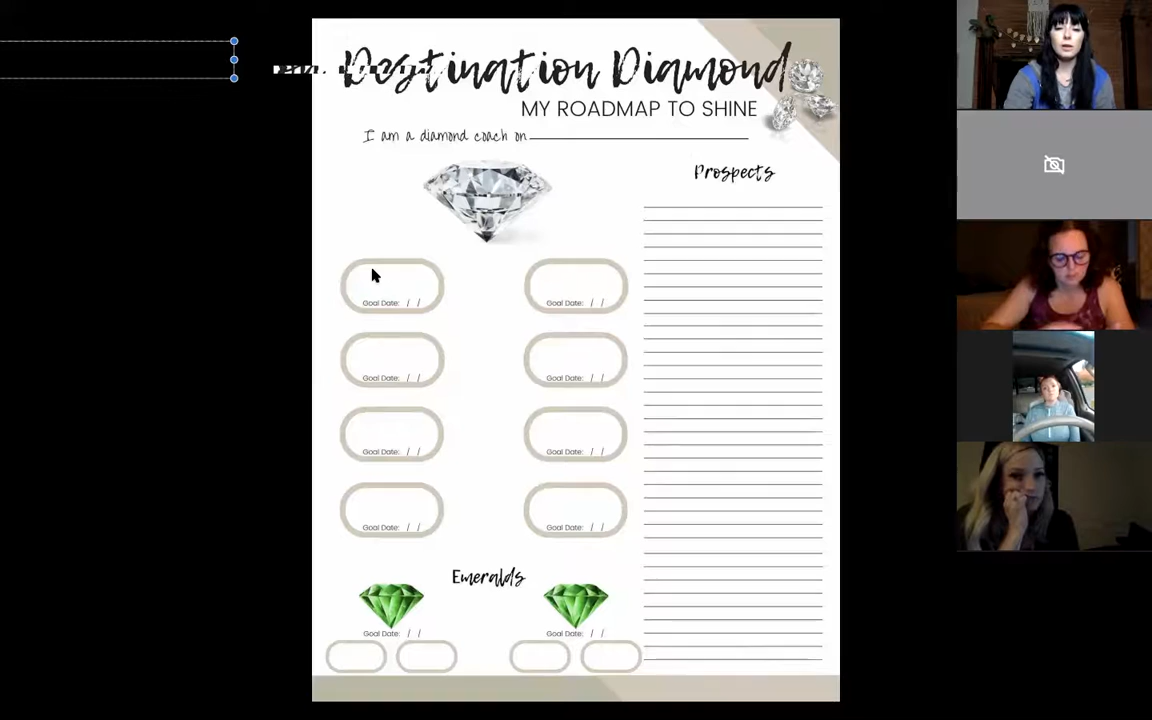 Destination Diamond
MY ROADMAP TO SHINE
I am a diamond coach on
Prospects
Goal Date: / /
Goal Date: / /
Goal Date: / /
Goal Date: / /
Goal Date: / /
Goal Date: / /
Goal Date: / /
Goal Date: / /
Emeralds
Goal Date: / /
Goal Date: / /